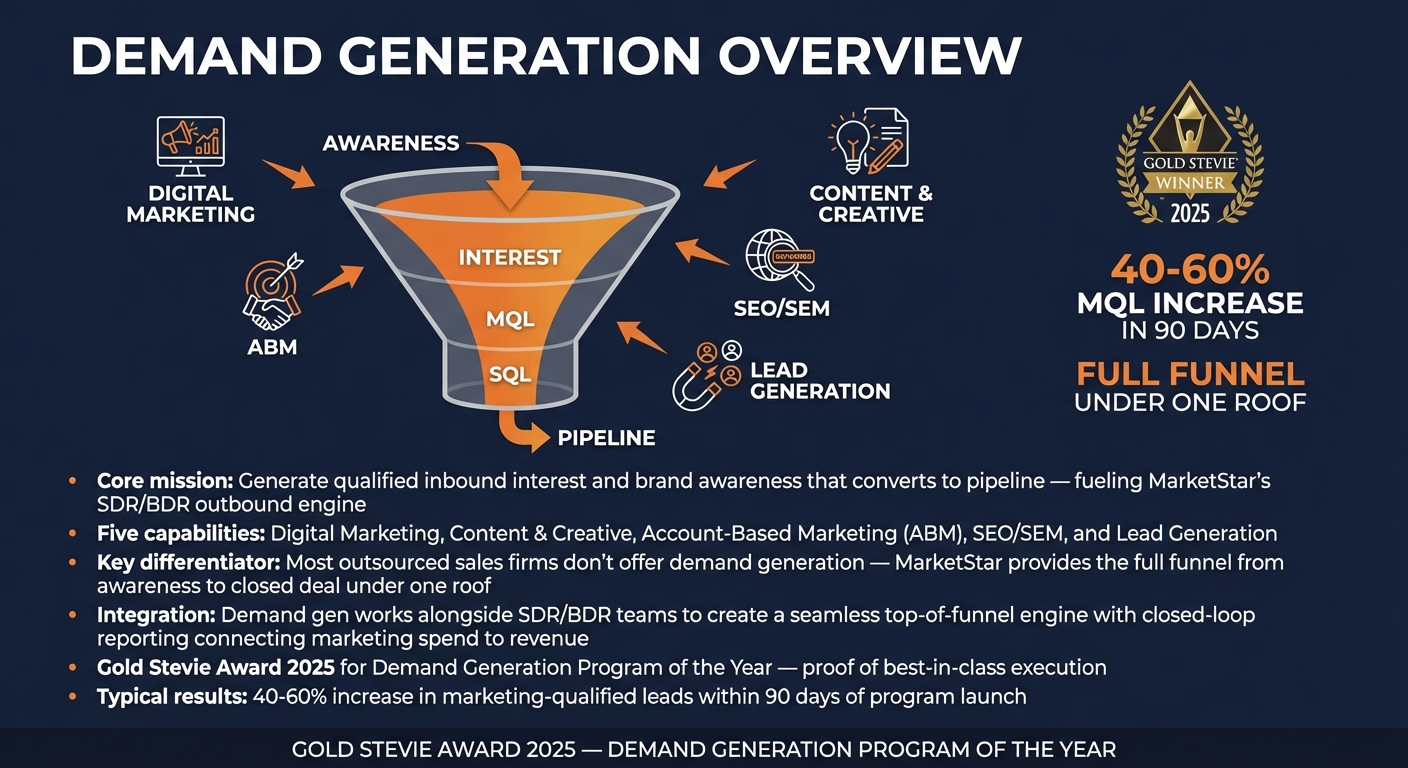 DEMAND GENERATION OVERVIEW
DIGITAL
MARKETING
AWARENESS
CONTENT &
CREATIVE
GOLD STEVIE
WINNER
2025
INTEREST
ABM
SEO/SEM
40-60%
MQL INCREASE
IN 90 DAYS
MQL
SQL
LEAD
GENERATION
FULL FUNNEL
UNDER ONE ROOF
PIPELINE
• Core mission: Generate qualified inbound interest and brand awareness that converts to pipeline — fueling MarketStar’s
SDR/BDR outbound engine
• Five capabilities: Digital Marketing, Content & Creative, Account-Based Marketing (ABM), SEO/SEM, and Lead Generation
• Key differentiator: Most outsourced sales firms don’t offer demand generation — MarketStar provides the full funnel from
awareness to closed deal under one roof
• Integration: Demand gen works alongside SDR/BDR teams to create a seamless top-of-funnel engine with closed-loop
reporting connecting marketing spend to revenue
• Gold Stevie Award 2025 for Demand Generation Program of the Year — proof of best-in-class execution
• Typical results: 40-60% increase in marketing-qualified leads within 90 days of program launch
GOLD STEVIE AWARD 2025 — DEMAND GENERATION PROGRAM OF THE YEAR